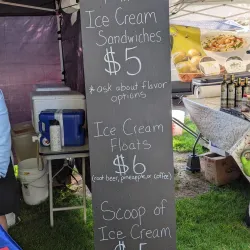 Ice Cream
Sandwiches
$5
* ask about flavor
options
Ice Cream
Floats
$6
(root beer, pineapple or coffee)
Scoop of
Ice Cream
$5